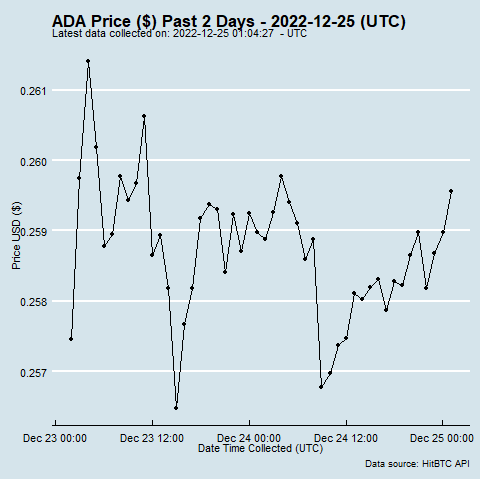 ADA Price ($) Past 2 Days - 2022-12-25 (UTC)
Latest data collected on: 2022-12-25 01:04:27 - UTC
0.261
0.260
0.259
0.258
0.257
Price USD ($)
Dec 23 00:00 Dec 23 12:00 Dec 24 00:00 Dec 24 12:00 Dec 25 00:00
Date Time Collected (UTC)
Data source: HitBTC API